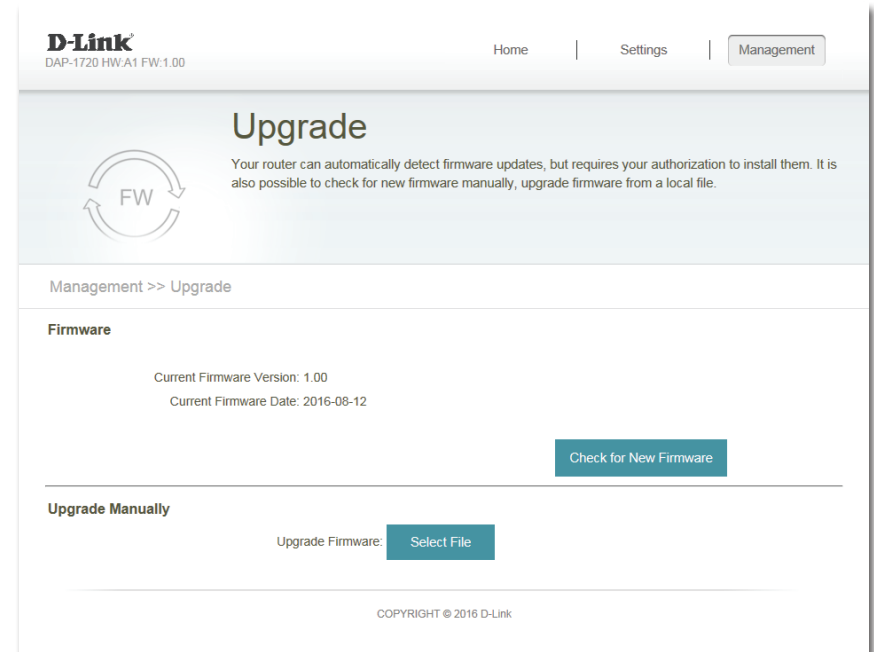 D-Link
DAP-1720 HW:A1 FW:1.00
Home
Settings
Management
Upgrade
Your router can automatically detect firmware updates, but requires your authorization to install them. It is
also possible to check for new firmware manually, upgrade firmware from a local file.
FW
Management >> Upgrade
Firmware
Current Firmware Version: 1.00
Current Firmware Date: 2016-08-12
Check for New Firmware
Upgrade Manually
Upgrade Firmware: Select File
COPYRIGHT © 2016 D-Link